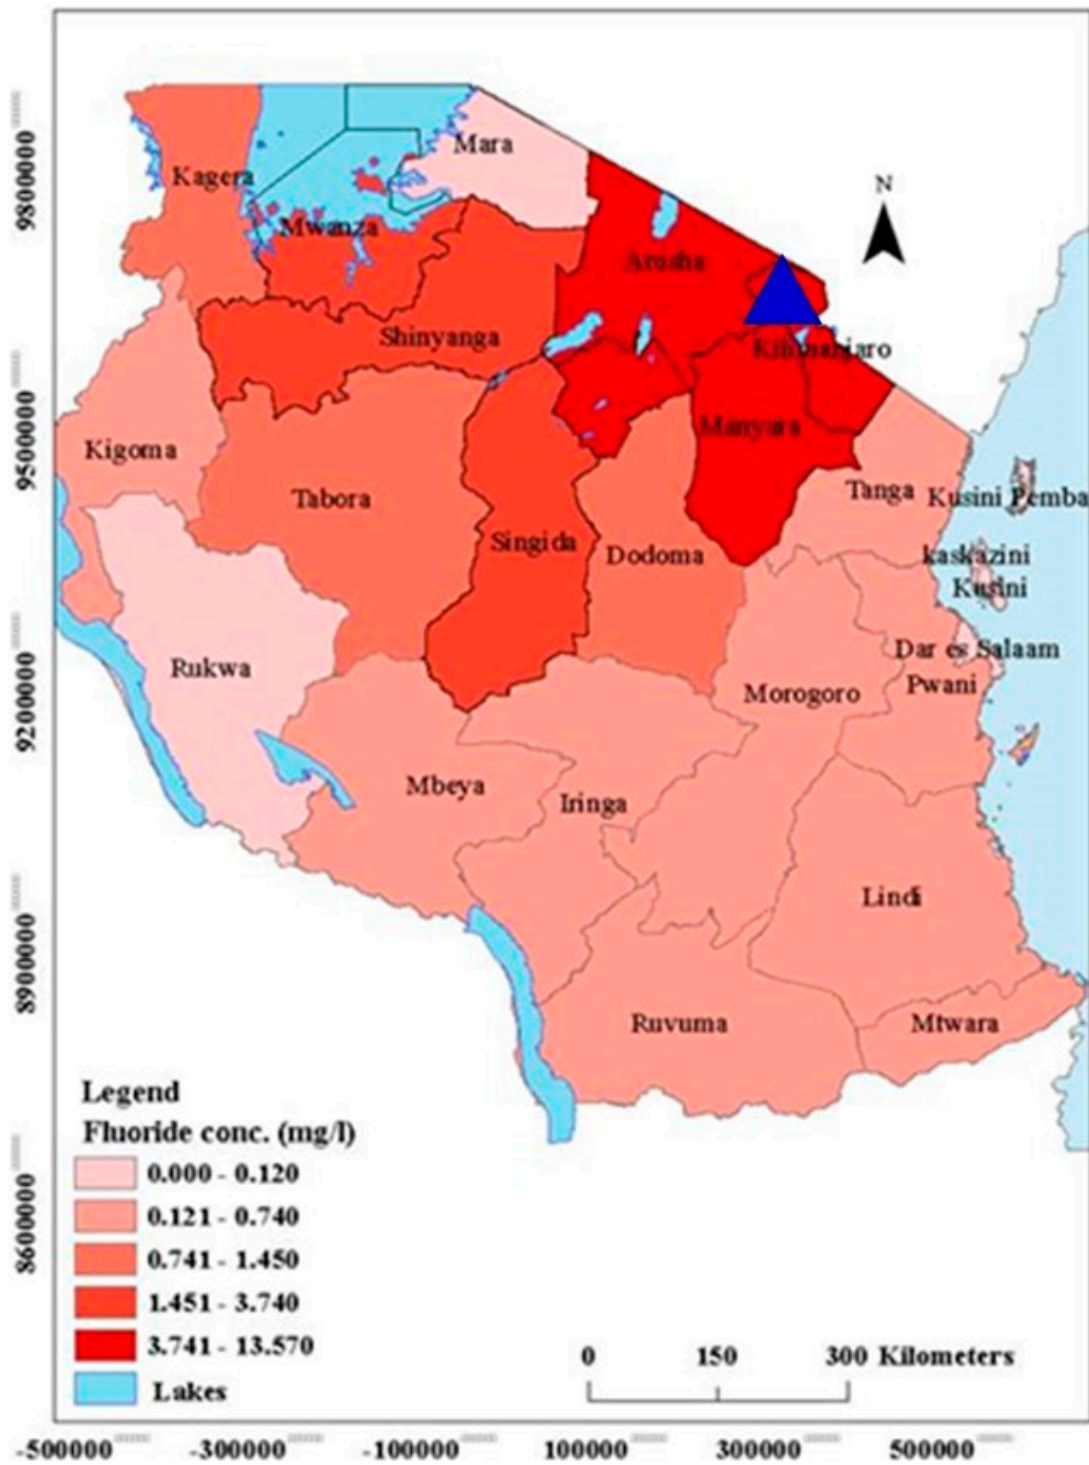 N
Mara
Kagera
Mwanza
Arusha
Shinyanga
Kilimanjaro
Manyara
Kigoma
Tabora
Tanga
Kusini Pemba
Singida
Dodoma
kaskazini
Kusini
Dar es Salaam
Rukwa
Pwani
Morogoro
Mbeya
Iringa
Lindi
Ruvuma
Mtwara
9800000
9500000
9200000
8900000
8600000
Legend
Fluoride conc. (mg/l)
0.000 - 0.120
0.121 - 0.740
0.741 - 1.450
1.451 - 3.740
3.741 - 13.570
Lakes
0 150 300 Kilometers
-500000 -300000 -100000 100000 300000 500000